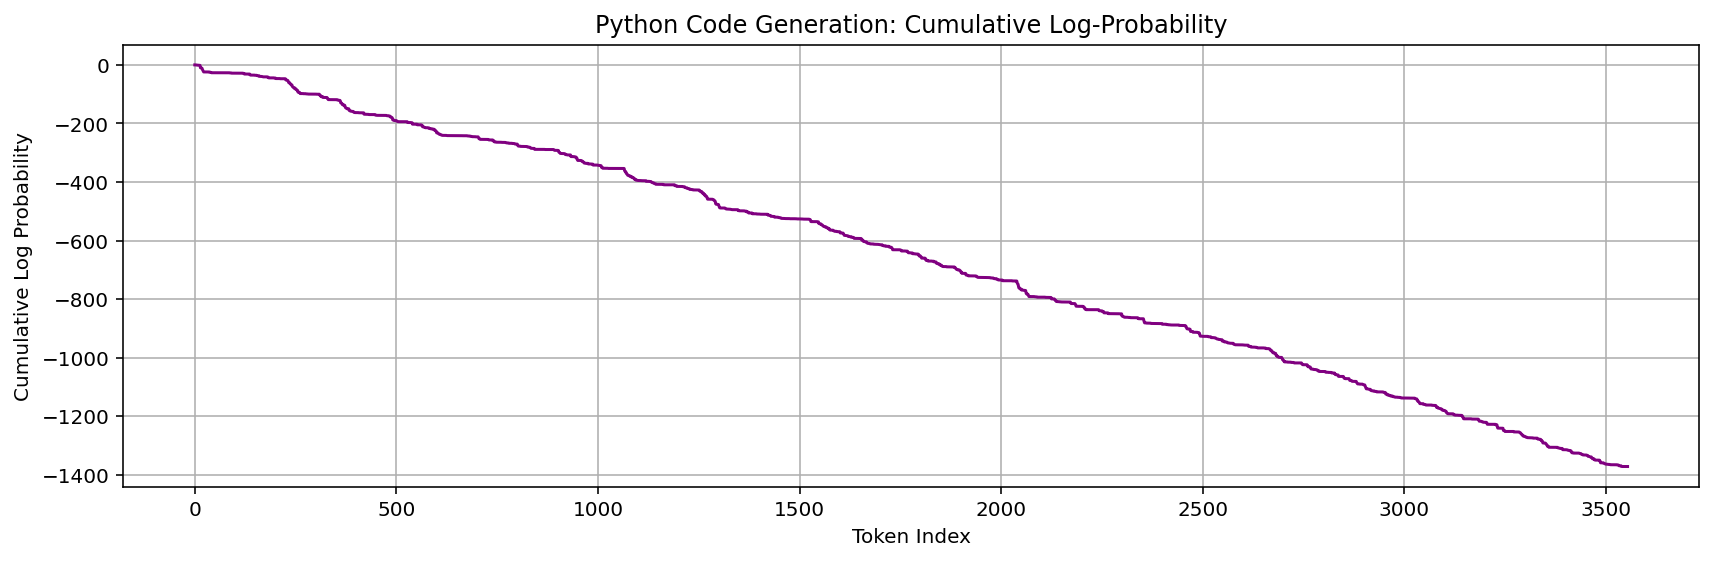 Python Code Generation: Cumulative Log-Probability
Cumulative Log Probability
0
−200
−400
−600
−800
−1000
−1200
−1400
0 500 1000 1500 2000 2500 3000 3500
Token Index